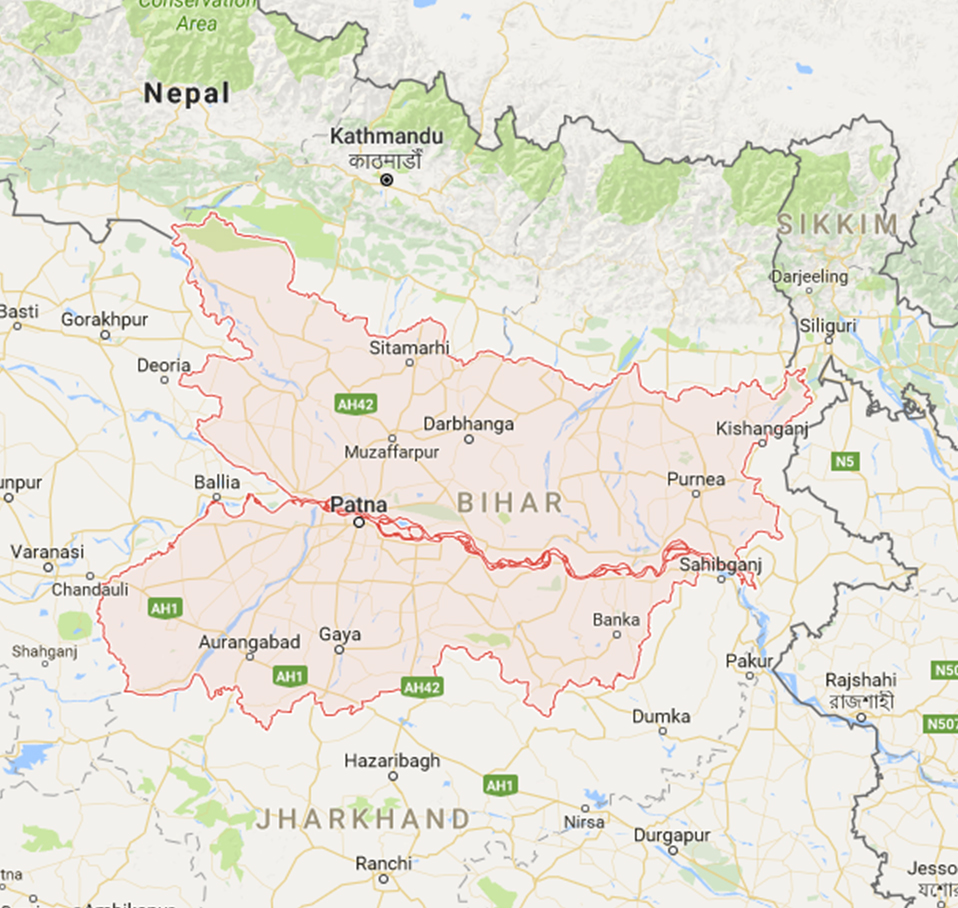 Conservation
Area
Nepal
Kathmandu
काठमाडौं
SIKKIM
Darjeeling
Basti
Gorakhpur
Siliguri
Deoria
Sitamarhi
AH42
Darbhanga
Kishanganj
Muzaffarpur
N5
unpur
Ballia
Purnea
Patna
BIHAR
Varanasi
Sahibganj
Chandauli
AH1
Banka
Aurangabad
Gaya
Shahganj
AH1
AH42
Pakur
Rajshahi
রাজশাহী
N50
Dumka
N507
Hazaribagh
AH1
JHARKHAND
Nirsa
Durgapur
Ranchi
tna
Jesso
যশোর
Ambikapur